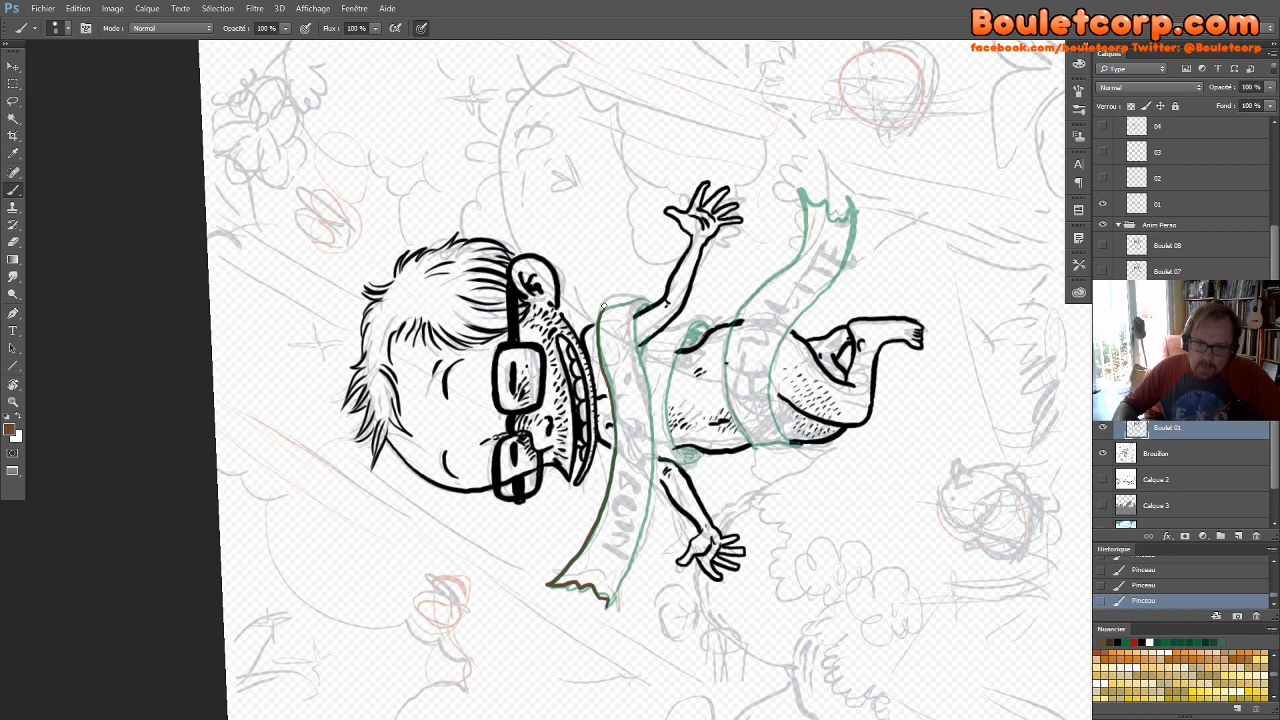 Ps Fichier Edition Image Calque Texte Sélection Filtre 3D Affichage Fenêtre Aide
Bouletcorp.com
facebook.com/bouletcorp Twitter: @Bouletcorp
Mode : Normal Opacité : 100 % Flux : 100 %
Calques
Type
Normal Opacité : 100 %
Verrou : Fond : 100 %
04
03
02
01
Anim Perso
Boulet 08
Boulet 07
Boulet 01
Brouillon
Calque 2
Calque 3
Historique
Pinceau
Pinceau
Pinceau
Nuancier